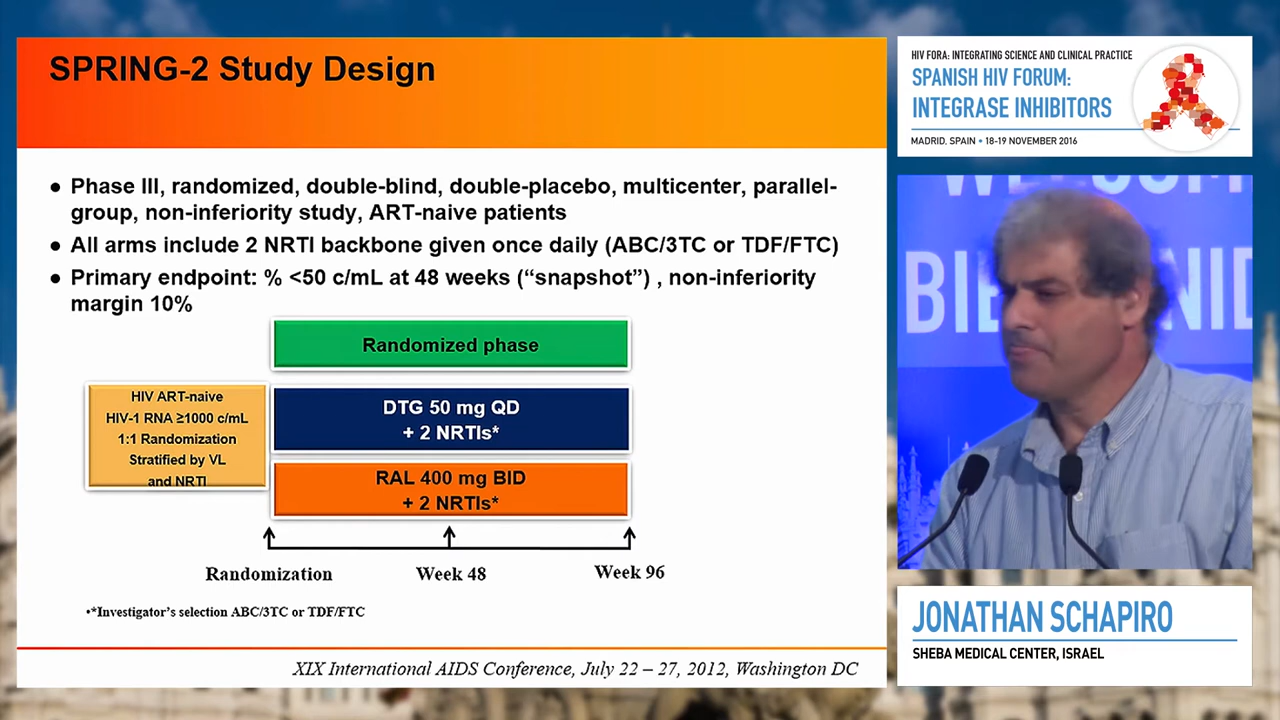 SPRING-2 Study Design
● Phase III, randomized, double-blind, double-placebo, multicenter, parallel-
group, non-inferiority study, ART-naive patients
● All arms include 2 NRTI backbone given once daily (ABC/3TC or TDF/FTC)
● Primary endpoint: % <50 c/mL at 48 weeks (“snapshot”) , non-inferiority
margin 10%
Randomized phase
HIV ART-naive
HIV-1 RNA ≥1000 c/mL
1:1 Randomization
Stratified by VL
and NRTI
DTG 50 mg QD
+ 2 NRTIs*
RAL 400 mg BID
+ 2 NRTIs*
Randomization
Week 48
Week 96
•*Investigator's selection ABC/3TC or TDF/FTC
XIX International AIDS Conference, July 22 – 27, 2012, Washington DC
HIV FORA: INTEGRATING SCIENCE AND CLINICAL PRACTICE
SPANISH HIV FORUM:
INTEGRASE INHIBITORS
MADRID, SPAIN • 18-19 NOVEMBER 2016
JONATHAN SCHAPIRO
SHEBA MEDICAL CENTER, ISRAEL